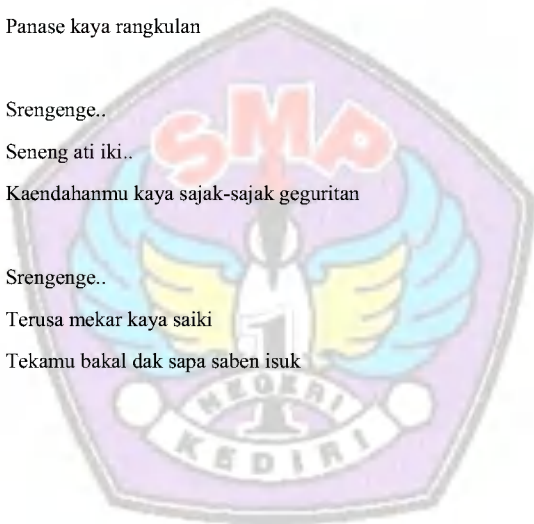 Panase kaya rangkulan
Srengenge..
Seneng ati iki..
Kaendahanmu kaya sajak-sajak geguritan
Srengenge..
Terusa mekar kaya saiki
Tekamu bakal dak sapa saben isuk
SMP
1
NEGERI
1
KEDIRI